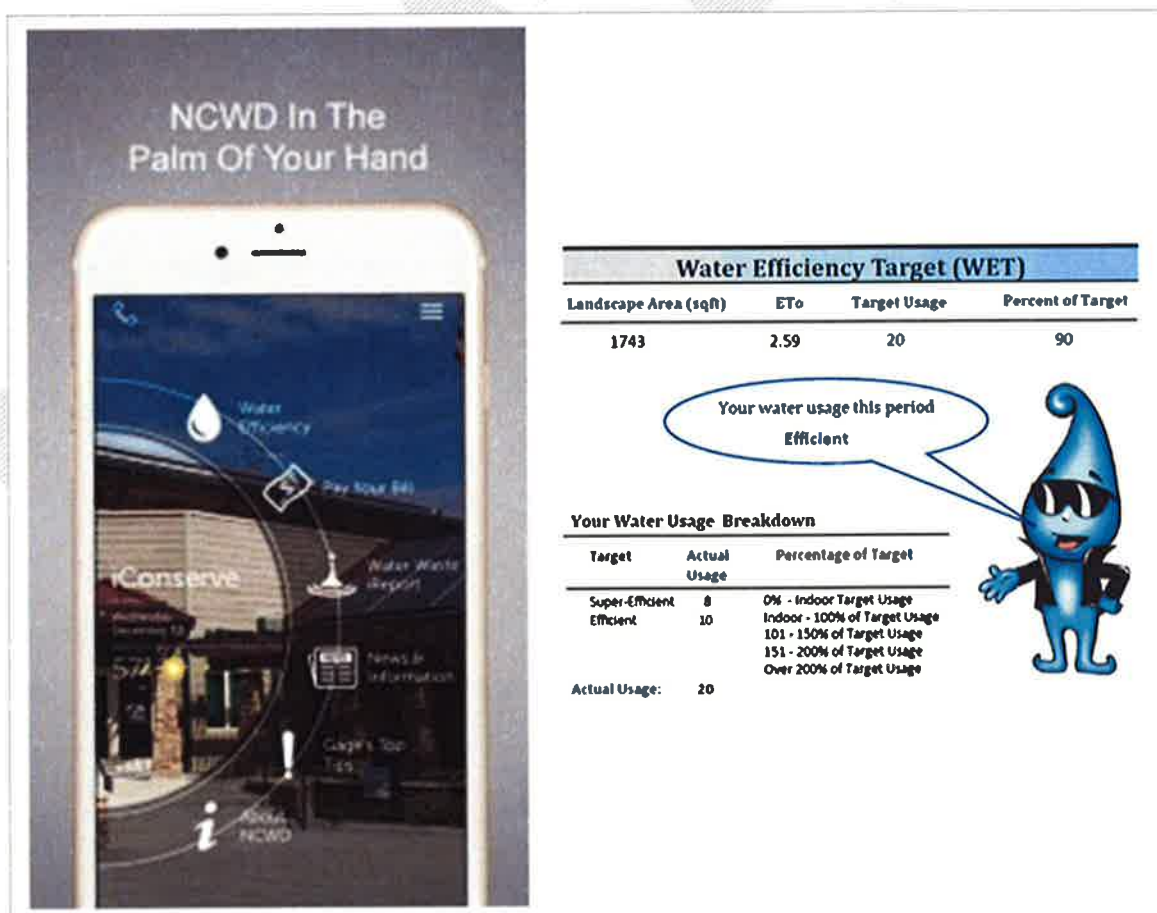 NCWD In The
Palm Of Your Hand
Water
Efficiency
Pay Your Bill
Water Waste
iReport
iConserve
News &
Information
Gage's Top
Tips
About
NCWD
Water Efficiency Target (WET)
Landscape Area (sqft) ETo Target Usage Percent of Target
1743 2.59 20 90
Your water usage this period
Efficient
Your Water Usage Breakdown
Target Actual Percentage of Target
Usage
Super-Efficient 8 0% - Indoor Target Usage
Efficient 10 Indoor - 100% of Target Usage
101 - 150% of Target Usage
151 - 200% of Target Usage
Over 200% of Target Usage
Actual Usage: 20